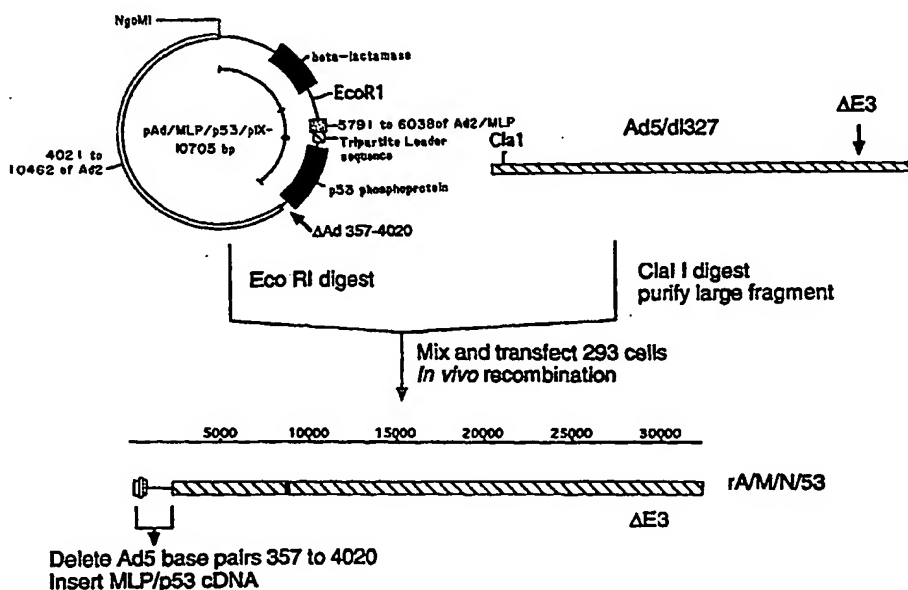 NgoMI
beta-lactamase
EcoR1
5791 to 6038of Ad2/MLP
Tripartite Leader
sequence
p53 phosphoprotein
pAd/MLP/p53/pIX-
10705 bp
4021 to
10462 of Ad2
ΔAd 357-4020
ΔE3
Ad5/dl327
Cla1
Eco RI digest
ClaI I digest
purify large fragment
Mix and transfect 293 cells
In vivo recombination
5000 10000 15000 20000 25000 30000
rA/M/N/53
ΔE3
Delete Ad5 base pairs 357 to 4020
Insert MLP/p53 cDNA